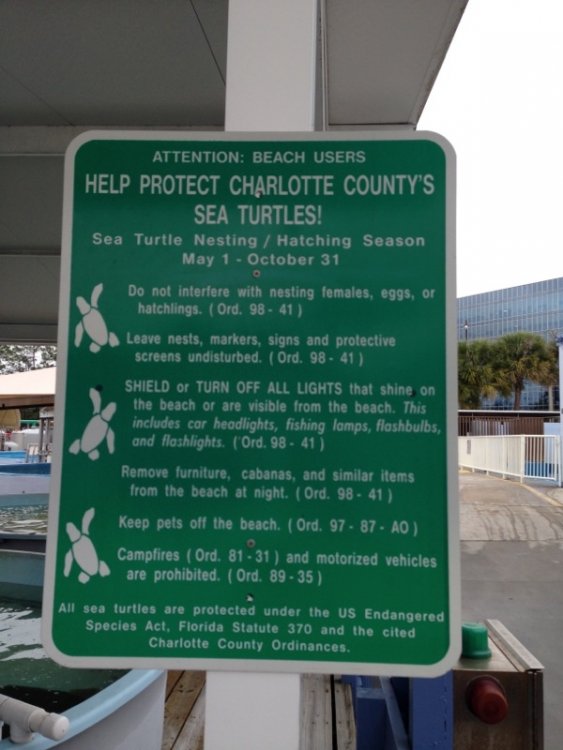 ATTENTION: BEACH USERS
HELP PROTECT CHARLOTTE COUNTY'S
SEA TURTLES!
Sea Turtle Nesting / Hatching Season
May 1 - October 31
Do not interfere with nesting females, eggs, or
hatchlings. ( Ord. 98 - 41 )
Leave nests, markers, signs and protective
screens undisturbed. ( Ord. 98 - 41 )
SHIELD or TURN OFF ALL LIGHTS that shine on
the beach or are visible from the beach. This
includes car headlights, fishing lamps, flashbulbs,
and flashlights. ( Ord. 98 - 41 )
Remove furniture, cabanas, and similar items
from the beach at night. ( Ord. 98 - 41 )
Keep pets off the beach. ( Ord. 97 - 87 - AO )
Campfires ( Ord. 81 - 31 ) and motorized vehicles
are prohibited. ( Ord. 89 - 35 )
All sea turtles are protected under the US Endangered
Species Act, Florida Statute 370 and the cited
Charlotte County Ordinances.